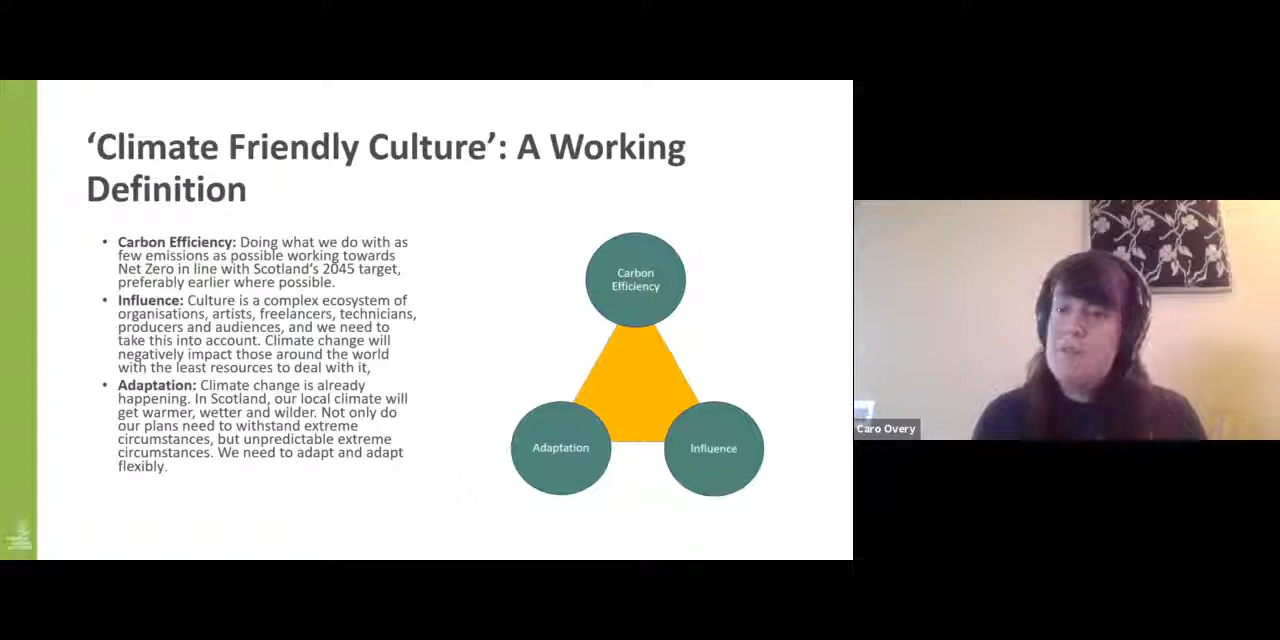 ‘Climate Friendly Culture’: A Working
Definition
• Carbon Efficiency: Doing what we do with as
few emissions as possible working towards
Net Zero in line with Scotland’s 2045 target,
preferably earlier where possible.
• Influence: Culture is a complex ecosystem of
organisations, artists, freelancers, technicians,
producers and audiences, and we need to
take this into account. Climate change will
negatively impact those around the world
with the least resources to deal with it,
• Adaptation: Climate change is already
happening. In Scotland, our local climate will
get warmer, wetter and wilder. Not only do
our plans need to withstand extreme
circumstances, but unpredictable extreme
circumstances. We need to adapt and adapt
flexibly.
Carbon
Efficiency
Adaptation
Influence
Caro Overy